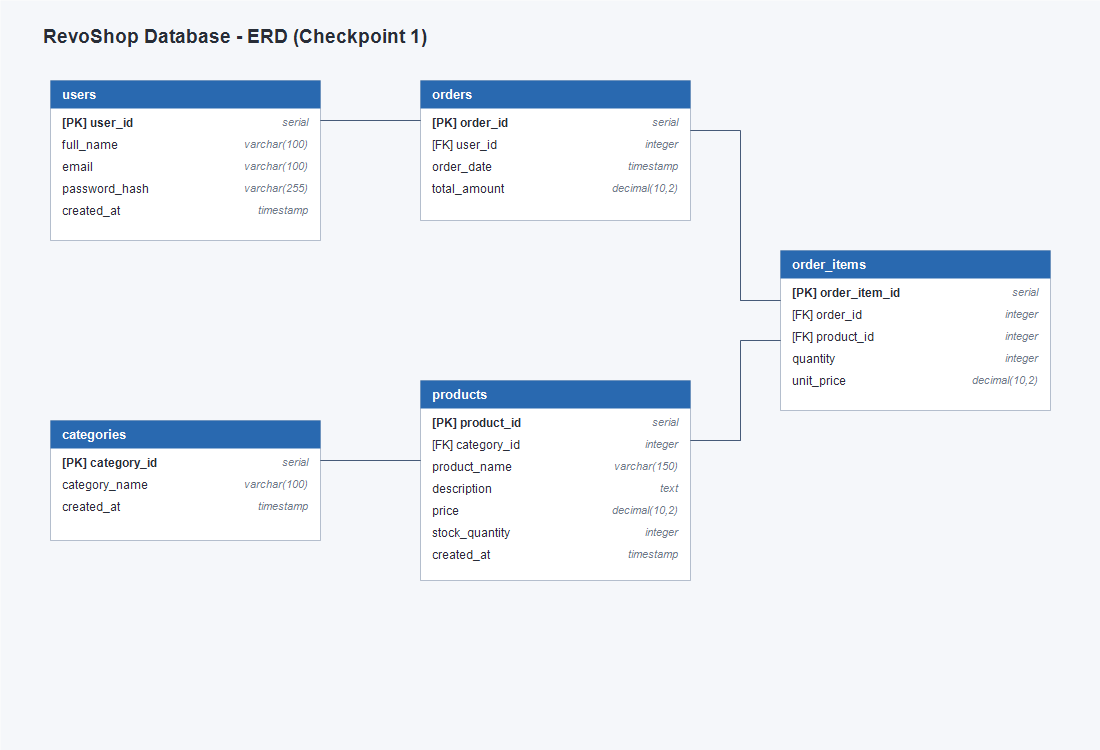 RevoShop Database - ERD (Checkpoint 1)
users
[PK] user_id serial
full_name varchar(100)
email varchar(100)
password_hash varchar(255)
created_at timestamp
orders
[PK] order_id serial
[FK] user_id integer
order_date timestamp
total_amount decimal(10,2)
order_items
[PK] order_item_id serial
[FK] order_id integer
[FK] product_id integer
quantity integer
unit_price decimal(10,2)
categories
[PK] category_id serial
category_name varchar(100)
created_at timestamp
products
[PK] product_id serial
[FK] category_id integer
product_name varchar(150)
description text
price decimal(10,2)
stock_quantity integer
created_at timestamp